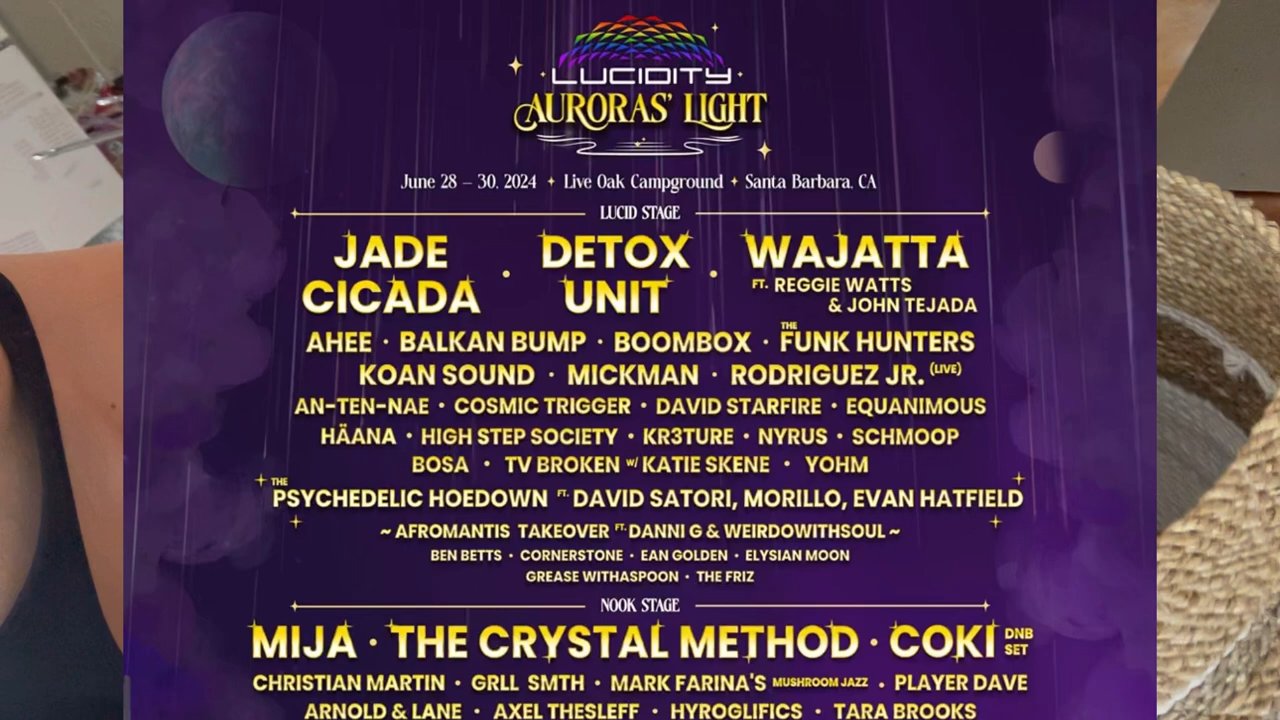 LUCIDITY
AURORAS' LIGHT
June 28 – 30, 2024 + Live Oak Campground + Santa Barbara, CA
LUCID STAGE
JADE CICADA • DETOX UNIT • WAJATTA
FT. REGGIE WATTS
& JOHN TEJADA
AHEE • BALKAN BUMP • BOOMBOX • THE FUNK HUNTERS
KOAN SOUND • MICKMAN • RODRIGUEZ JR. (LIVE)
AN-TEN-NAE • COSMIC TRIGGER • DAVID STARFIRE • EQUANIMOUS
HÄANA • HIGH STEP SOCIETY • KR3TURE • NYRUS • SCHMOOP
BOSA • TV BROKEN W/ KATIE SKENE • YOHM
THE PSYCHEDELIC HOEDOWN FT. DAVID SATORI, MORILLO, EVAN HATFIELD
~ AFROMANTIS TAKEOVER FT. DANNI G & WEIRDOWITHSOUL ~
BEN BETTS • CORNERSTONE • EAN GOLDEN • ELYSIAN MOON
GREASE WITHASPOON • THE FRIZ
NOOK STAGE
MIJA • THE CRYSTAL METHOD • COKI DNB SET
CHRISTIAN MARTIN • GRLL SMTH • MARK FARINA'S MUSHROOM JAZZ • PLAYER DAVE
ARNOLD & LANE • AXEL THESLEFF • HYROGLIFICS • TARA BROOKS